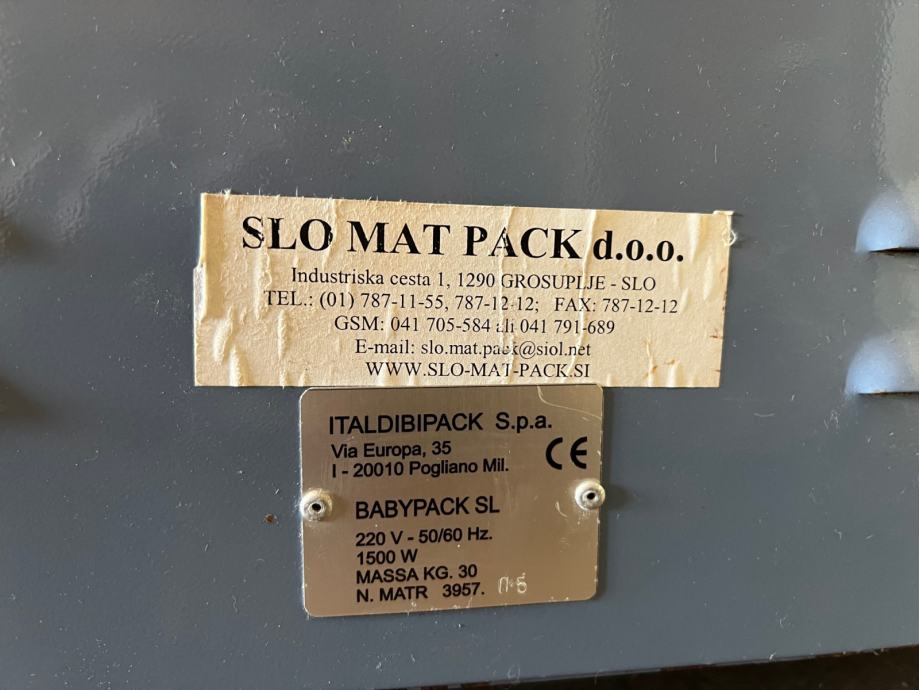 SLO MAT PACK d.o.o.
Industriska cesta 1, 1290 GROSUPLJE - SLO
TEL.: (01) 787-11-55, 787-12-12; FAX: 787-12-12
GSM: 041 705-584 ali 041 791-689
E-mail: slo.mat.pack@siol.net
WWW.SLO-MAT-PACK.SI
ITALDIBIPACK S.p.a.
Via Europa, 35
I - 20010 Pogliano Mil.
CE
BABYPACK SL
220 V - 50/60 Hz.
1500 W
MASSA KG. 30
N. MATR 3957.